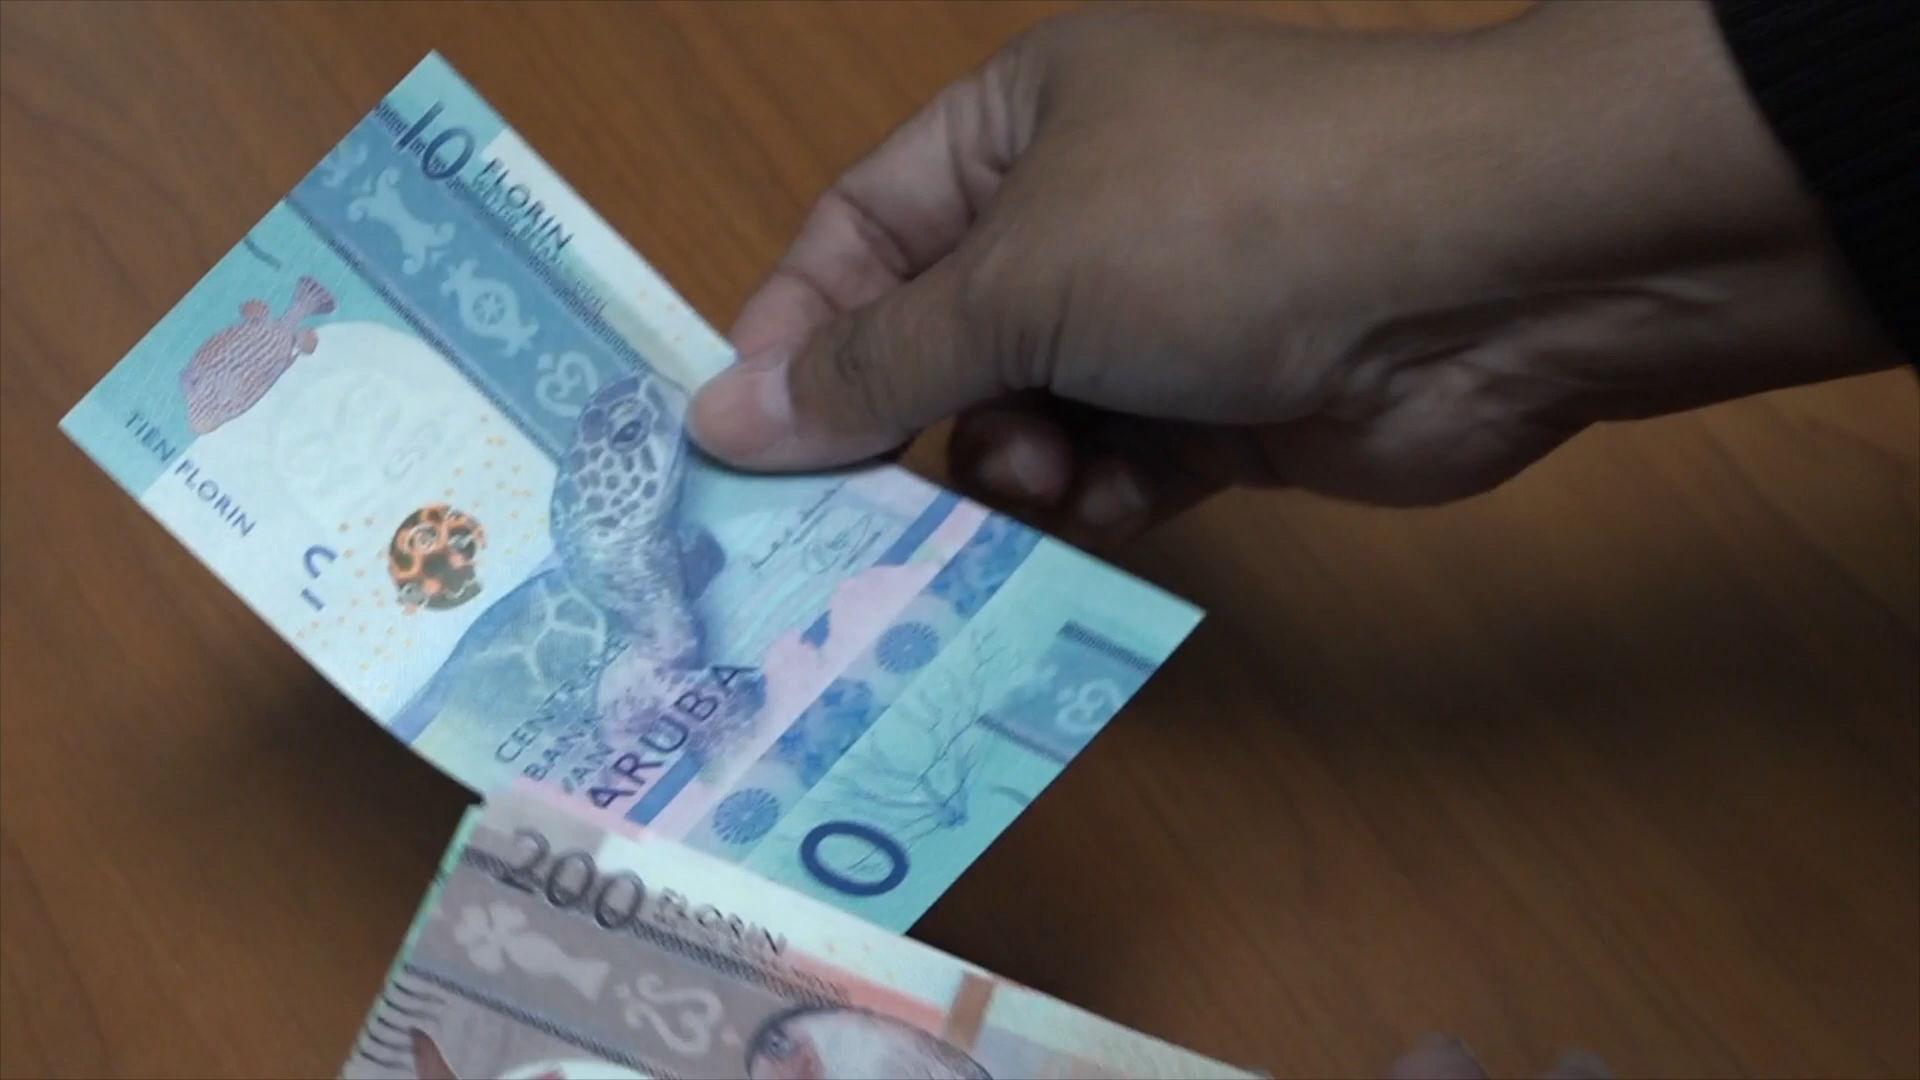 10 FLORIN
TIEN FLORIN
CENTRALE
BANK
VAN
ARUBA
0
200 FLORIN